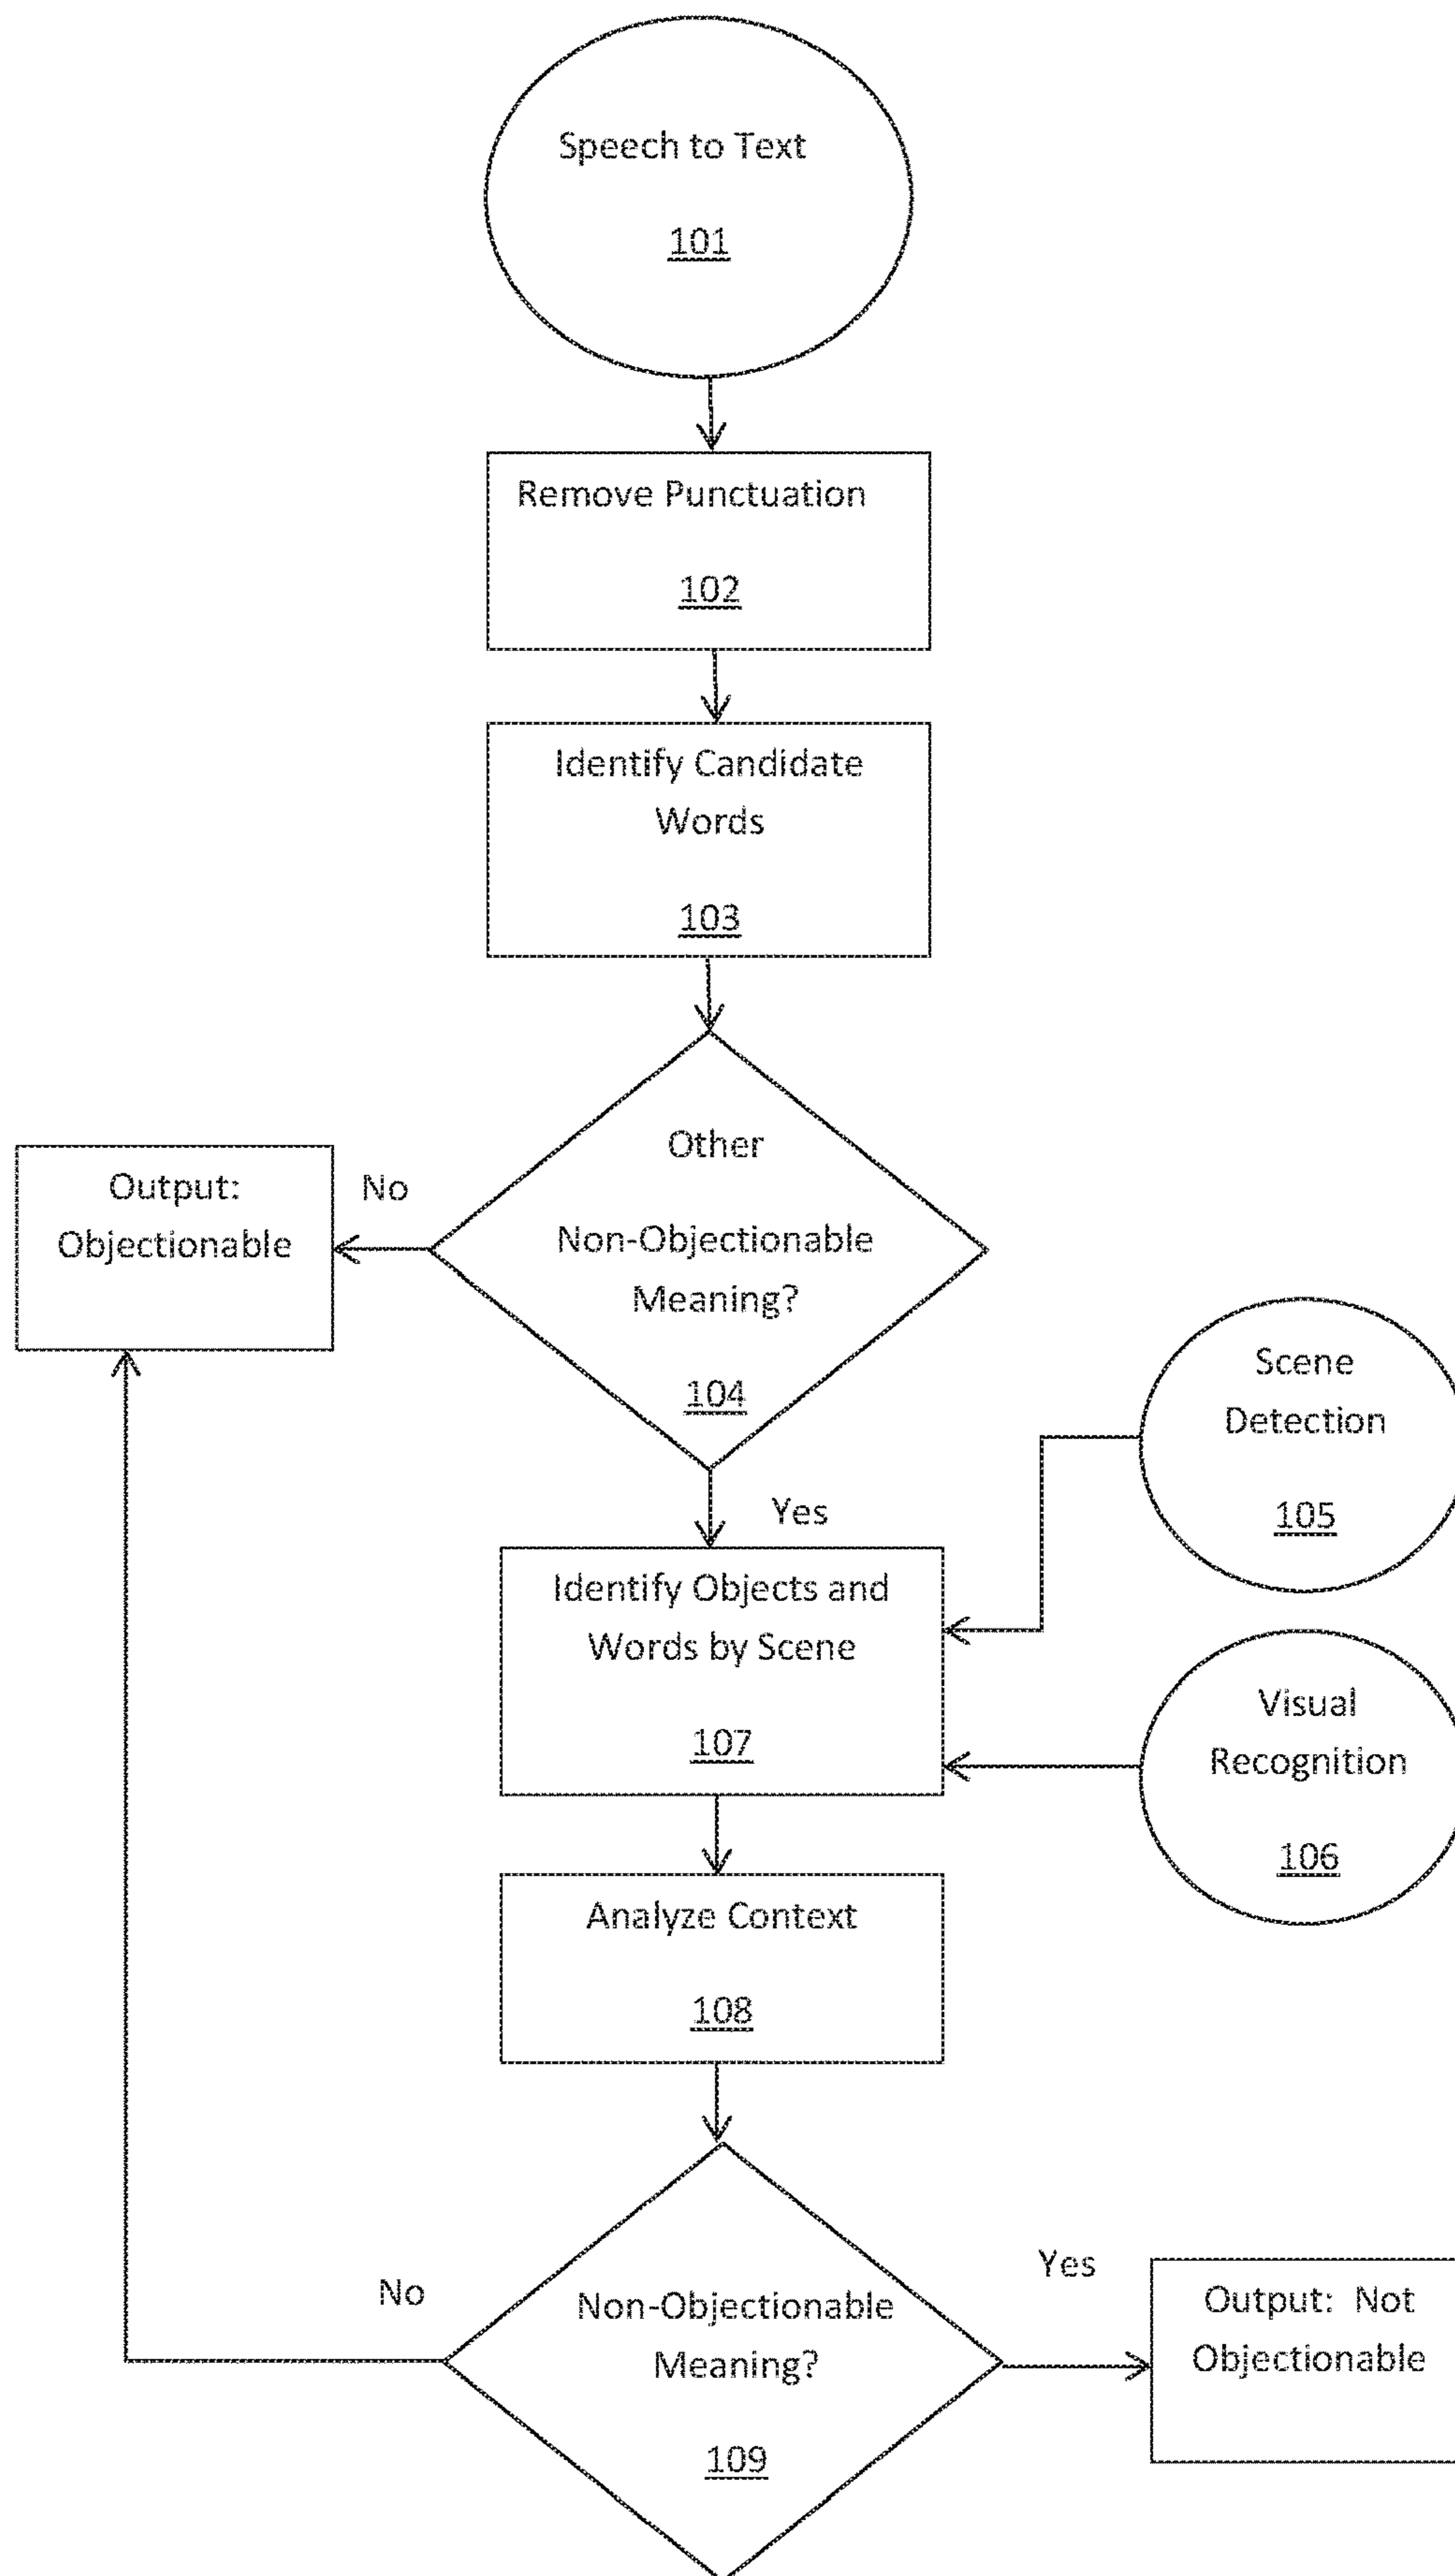 Speech to Text
101
Remove Punctuation
102
Identify Candidate
Words
103
Other
Non-Objectionable
Meaning?
104
No
Output:
Objectionable
Yes
Scene
Detection
105
Identify Objects and
Words by Scene
107
Visual
Recognition
106
Analyze Context
108
Non-Objectionable
Meaning?
109
No
Yes
Output: Not
Objectionable